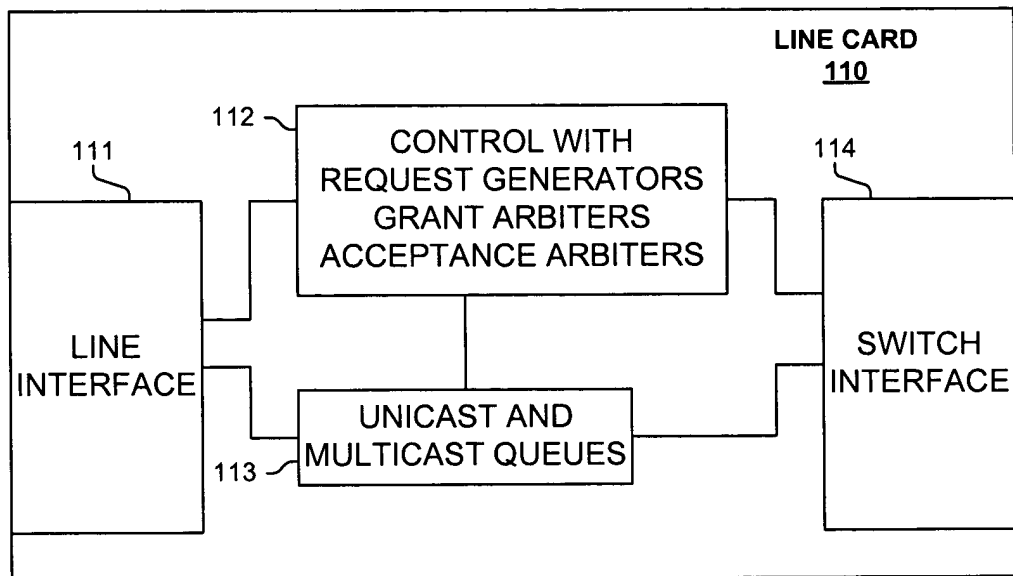 LINE CARD
110
112
CONTROL WITH
REQUEST GENERATORS
GRANT ARBITERS
ACCEPTANCE ARBITERS
111
114
LINE
INTERFACE
SWITCH
INTERFACE
UNICAST AND
MULTICAST QUEUES
113